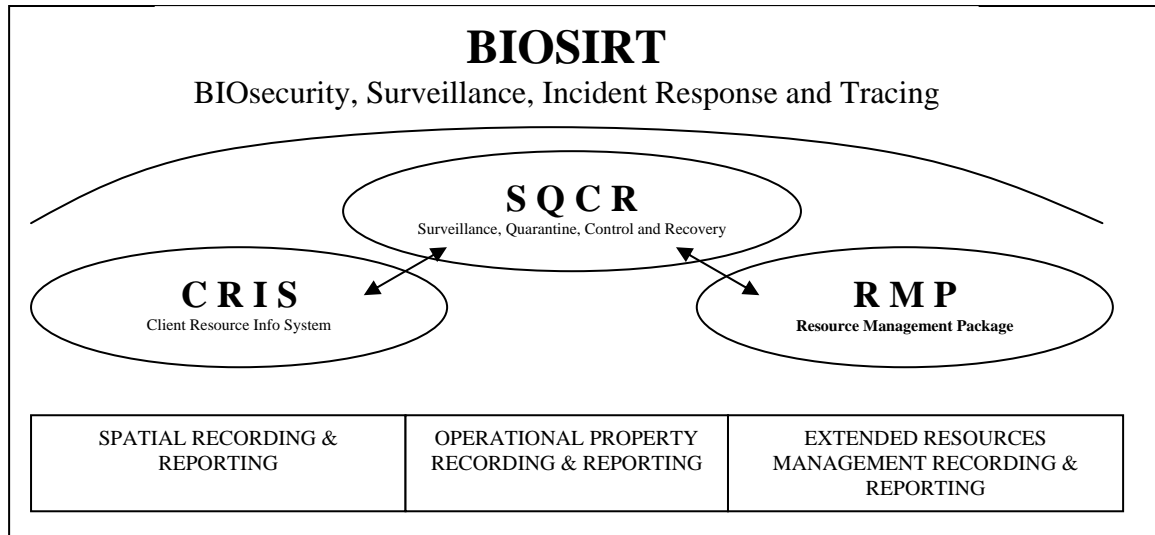 BIOSIRT
BIOsecurity, Surveillance, Incident Response and Tracing
S Q C R
Surveillance, Quarantine, Control and Recovery
C R I S
Client Resource Info System
R M P
Resource Management Package
SPATIAL RECORDING &
REPORTING
OPERATIONAL PROPERTY
RECORDING & REPORTING
EXTENDED RESOURCES
MANAGEMENT RECORDING &
REPORTING